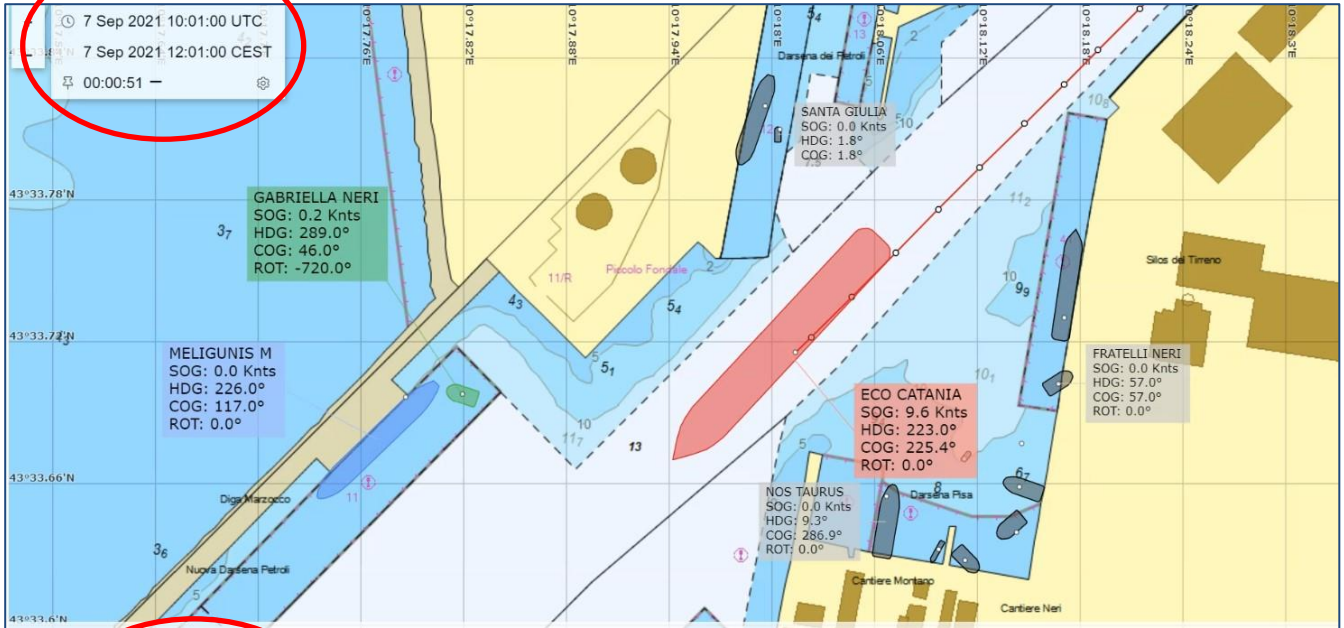 7 Sep 2021 10:01:00 UTC
7 Sep 2021 12:01:00 CEST
00:00:51
10°17.76'E
10°17.82'E
10°17.88'E
10°17.94'E
10°18'E
10°18.06'E
10°18.12'E
10°18.18'E
10°18.24'E
10°18.3'E
Darsena dei Petroli
SANTA GIULIA
SOG: 0.0 Knts
HDG: 1.8°
COG: 1.8°
43°33.78'N
GABRIELLA NERI
SOG: 0.2 Knts
HDG: 289.0°
COG: 46.0°
ROT: -720.0°
11/R
Piccolo Fondale
Silos del Tirreno
43°33.72'N
MELIGUNIS M
SOG: 0.0 Knts
HDG: 226.0°
COG: 117.0°
ROT: 0.0°
FRATELLI NERI
SOG: 0.0 Knts
HDG: 57.0°
COG: 57.0°
ROT: 0.0°
ECO CATANIA
SOG: 9.6 Knts
HDG: 223.0°
COG: 225.4°
ROT: 0.0°
43°33.66'N
Diga Marzocco
11
13
NOS TAURUS
SOG: 0.0 Knts
HDG: 9.3°
COG: 286.9°
ROT: 0.0°
Darsena Pisa
Nuova Darsena Petroli
Cantiere Montano
Cantiere Neri
43°33.6'N